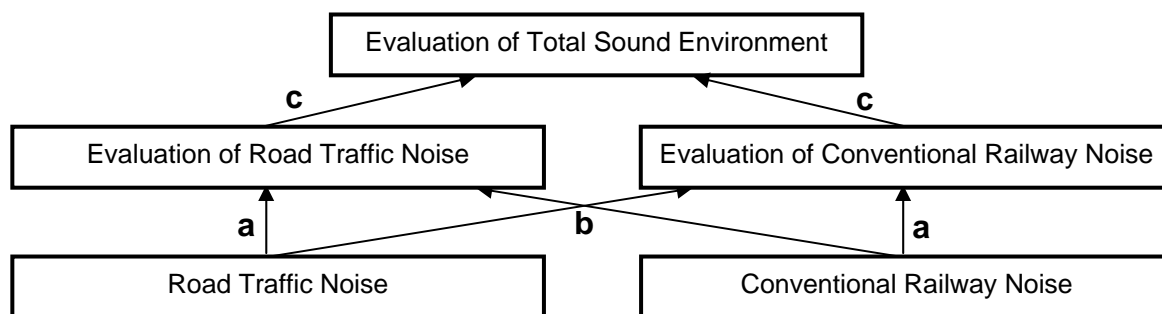 Evaluation of Total Sound Environment
c
c
Evaluation of Road Traffic Noise
Evaluation of Conventional Railway Noise
a
b
a
Road Traffic Noise
Conventional Railway Noise